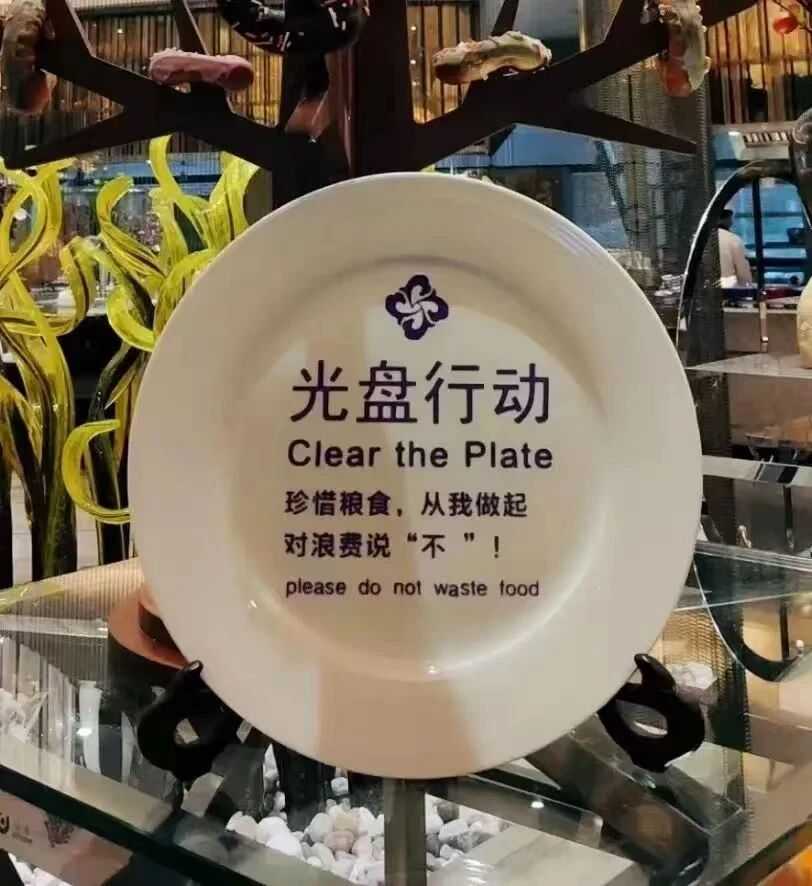 光盘行动
Clear the Plate
珍惜粮食，从我做起
对浪费说“不 ”！
please do not waste food